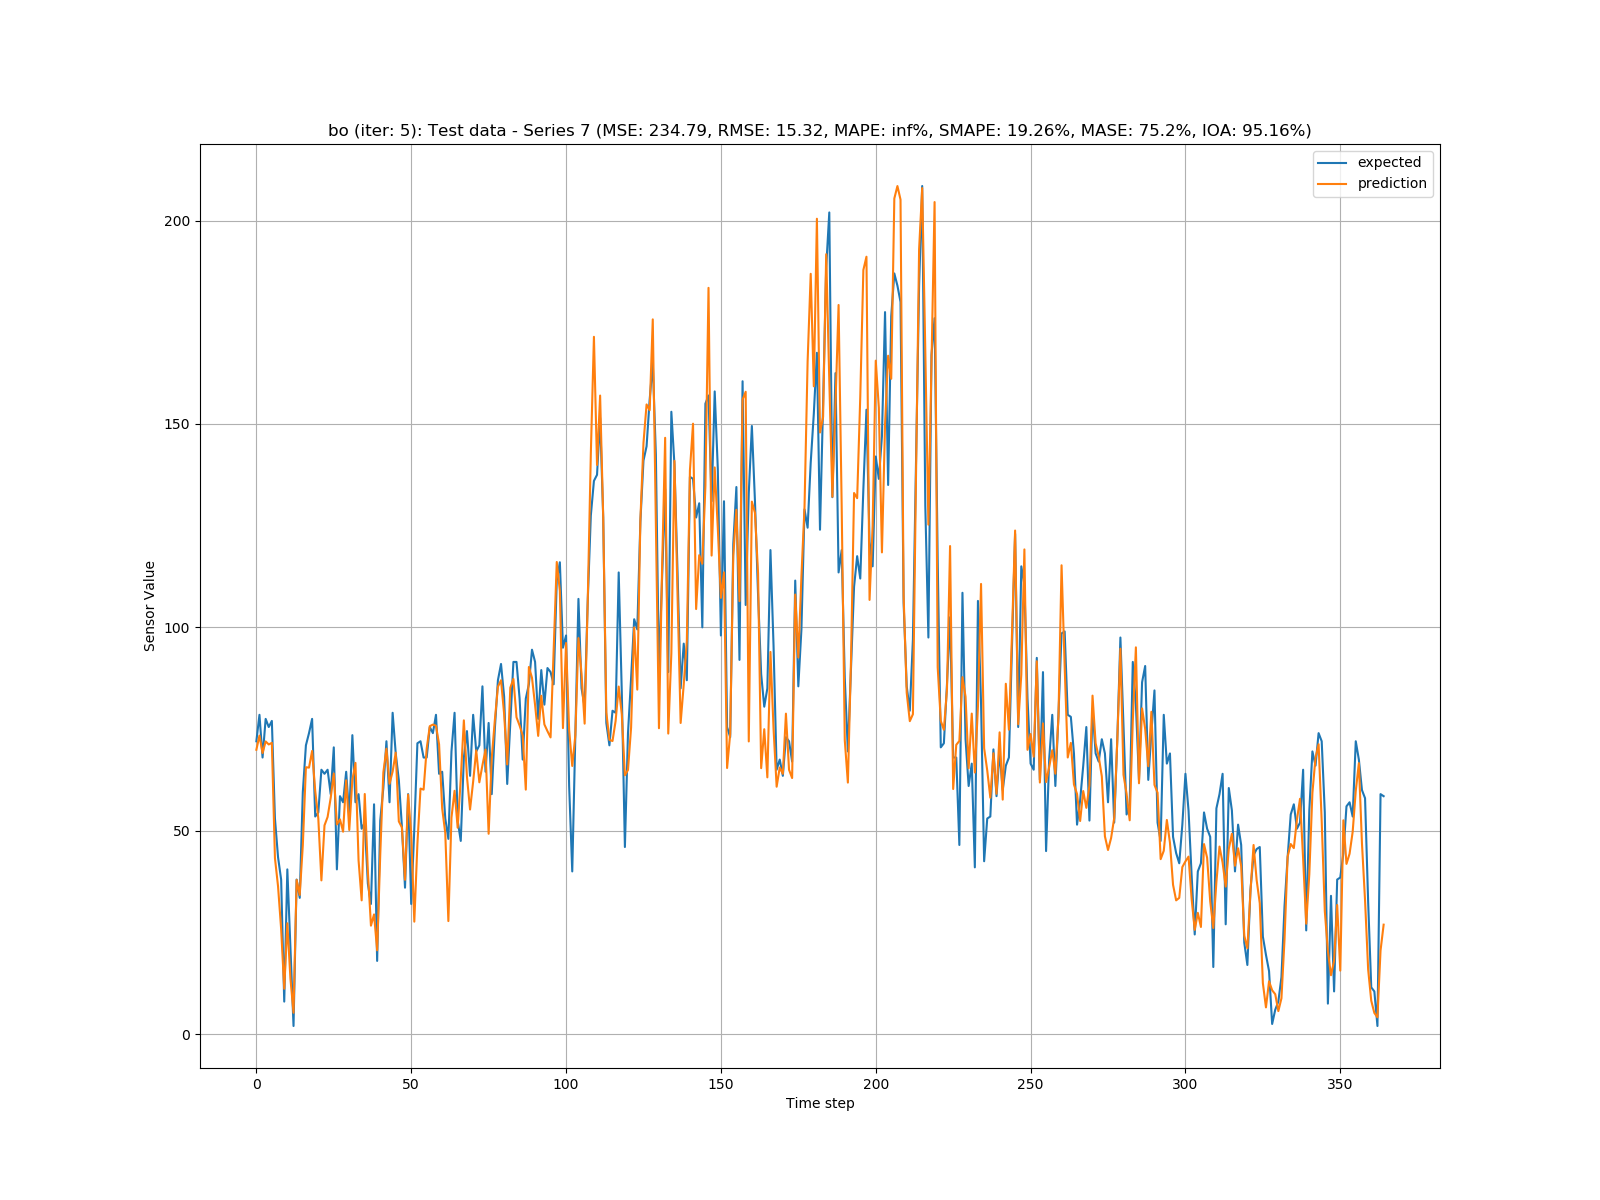 bo (iter: 5): Test data - Series 7 (MSE: 234.79, RMSE: 15.32, MAPE: inf%, SMAPE: 19.26%, MASE: 75.2%, IOA: 95.16%)
expected
prediction
200
150
100
50
0
Sensor Value
0 50 100 150 200 250 300 350
Time step